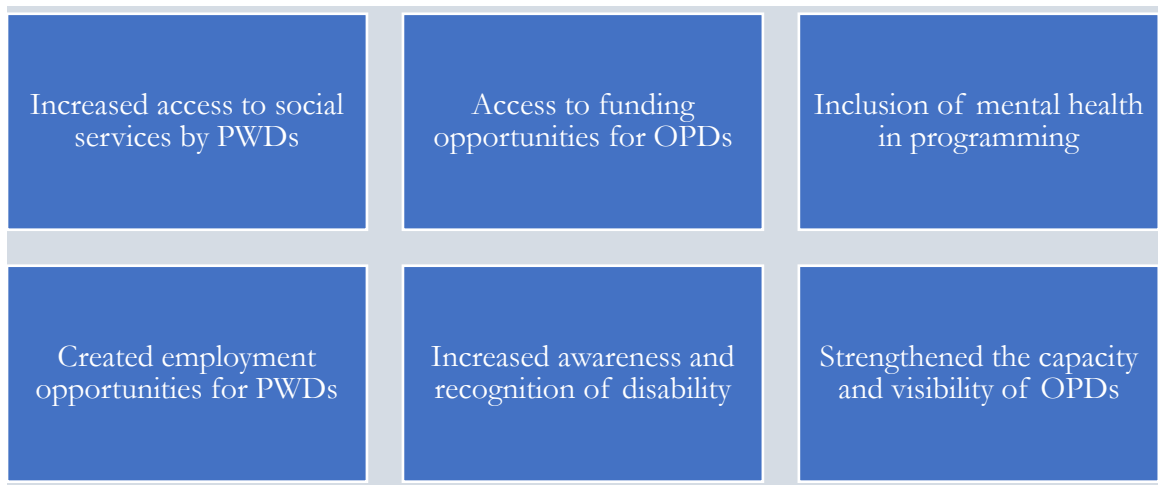 Increased access to social
services by PWDs
Access to funding
opportunities for OPDs
Inclusion of mental health
in programming
Created employment
opportunities for PWDs
Increased awareness and
recognition of disability
Strengthened the capacity
and visibility of OPDs